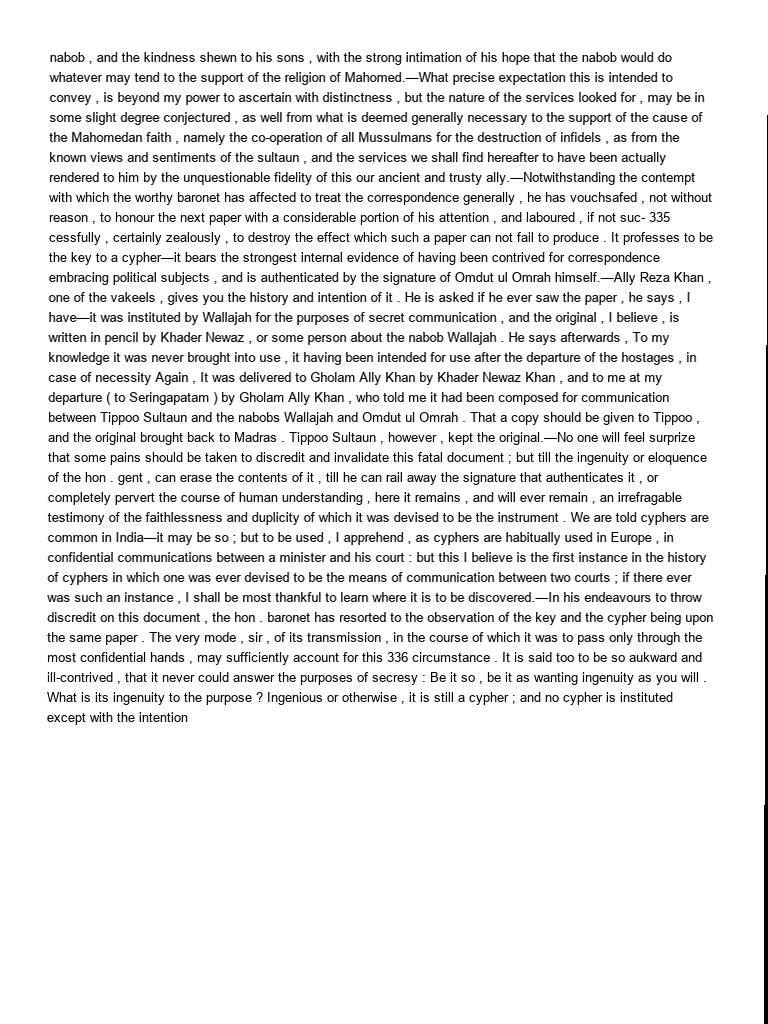 nabob , and the kindness shewn to his sons , with the strong intimation of his hope that the nabob would do
whatever may tend to the support of the religion of Mahomed.—What precise expectation this is intended to
convey , is beyond my power to ascertain with distinctness , but the nature of the services looked for , may be in
some slight degree conjectured , as well from what is deemed generally necessary to the support of the cause of
the Mahomedan faith , namely the co-operation of all Mussulmans for the destruction of infidels , as from the
known views and sentiments of the sultaun , and the services we shall find hereafter to have been actually
rendered to him by the unquestionable fidelity of this our ancient and trusty ally.—Notwithstanding the contempt
with which the worthy baronet has affected to treat the correspondence generally , he has vouchsafed , not without
reason , to honour the next paper with a considerable portion of his attention , and laboured , if not suc- 335
cessfully , certainly zealously , to destroy the effect which such a paper can not fail to produce . It professes to be
the key to a cypher—it bears the strongest internal evidence of having been contrived for correspondence
embracing political subjects , and is authenticated by the signature of Omdut ul Omrah himself.—Ally Reza Khan ,
one of the vakeels , gives you the history and intention of it . He is asked if he ever saw the paper , he says , I
have—it was instituted by Wallajah for the purposes of secret communication , and the original , I believe , is
written in pencil by Khader Newaz , or some person about the nabob Wallajah . He says afterwards , To my
knowledge it was never brought into use , it having been intended for use after the departure of the hostages , in
case of necessity Again , It was delivered to Gholam Ally Khan by Khader Newaz Khan , and to me at my
departure ( to Seringapatam ) by Gholam Ally Khan , who told me it had been composed for communication
between Tippoo Sultaun and the nabobs Wallajah and Omdut ul Omrah . That a copy should be given to Tippoo ,
and the original brought back to Madras . Tippoo Sultaun , however , kept the original.—No one will feel surprize
that some pains should be taken to discredit and invalidate this fatal document ; but till the ingenuity or eloquence
of the hon . gent , can erase the contents of it , till he can rail away the signature that authenticates it , or
completely pervert the course of human understanding , here it remains , and will ever remain , an irrefragable
testimony of the faithlessness and duplicity of which it was devised to be the instrument . We are told cyphers are
common in India—it may be so ; but to be used , I apprehend , as cyphers are habitually used in Europe , in
confidential communications between a minister and his court : but this I believe is the first instance in the history
of cyphers in which one was ever devised to be the means of communication between two courts ; if there ever
was such an instance , I shall be most thankful to learn where it is to be discovered.—In his endeavours to throw
discredit on this document , the hon . baronet has resorted to the observation of the key and the cypher being upon
the same paper . The very mode , sir , of its transmission , in the course of which it was to pass only through the
most confidential hands , may sufficiently account for this 336 circumstance . It is said too to be so aukward and
ill-contrived , that it never could answer the purposes of secresy : Be it so , be it as wanting ingenuity as you will .
What is its ingenuity to the purpose ? Ingenious or otherwise , it is still a cypher ; and no cypher is instituted
except with the intention